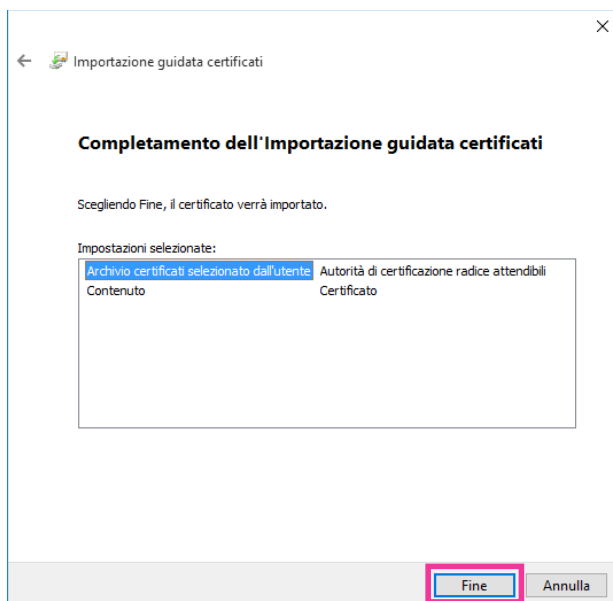 Importazione guidata certificati
Completamento dell'Importazione guidata certificati
Scegliendo Fine, il certificato verrà importato.
Impostazioni selezionate:
Archivio certificati selezionato dall'utente Autorità di certificazione radice attendibili
Contenuto Certificato
Fine Annulla